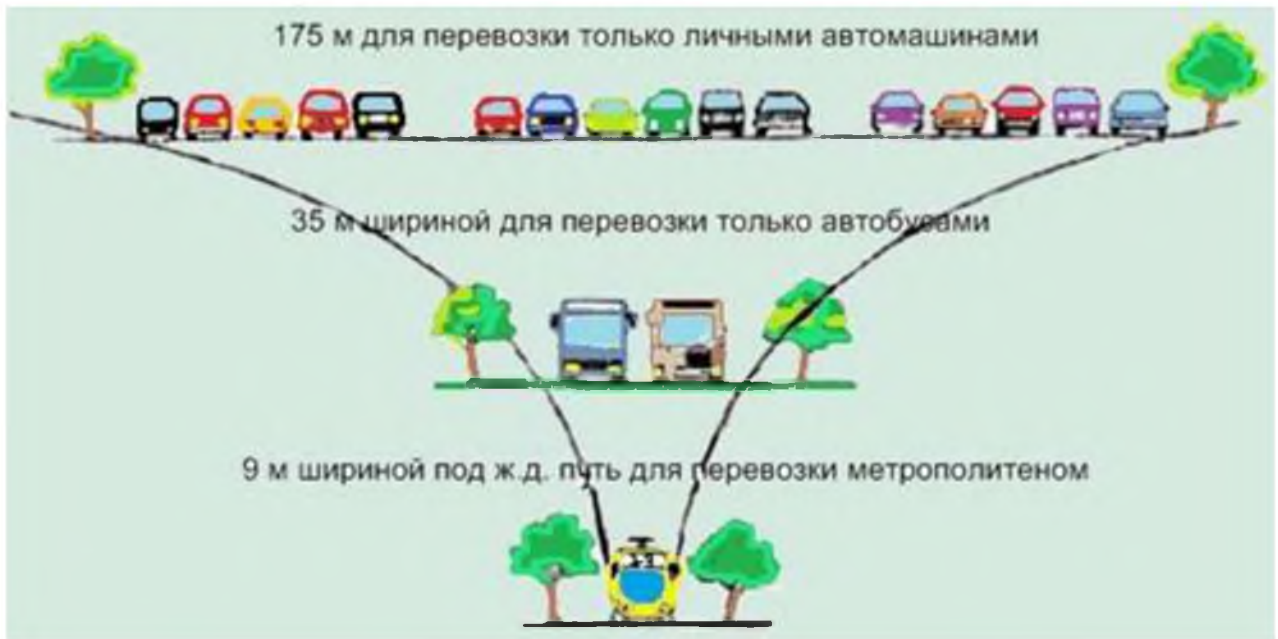 175 м для перевозки только личными автомашинами
35 м шириной для перевозки только автобусами
9 м шириной под ж.д. путь для перевозки метрополитеном